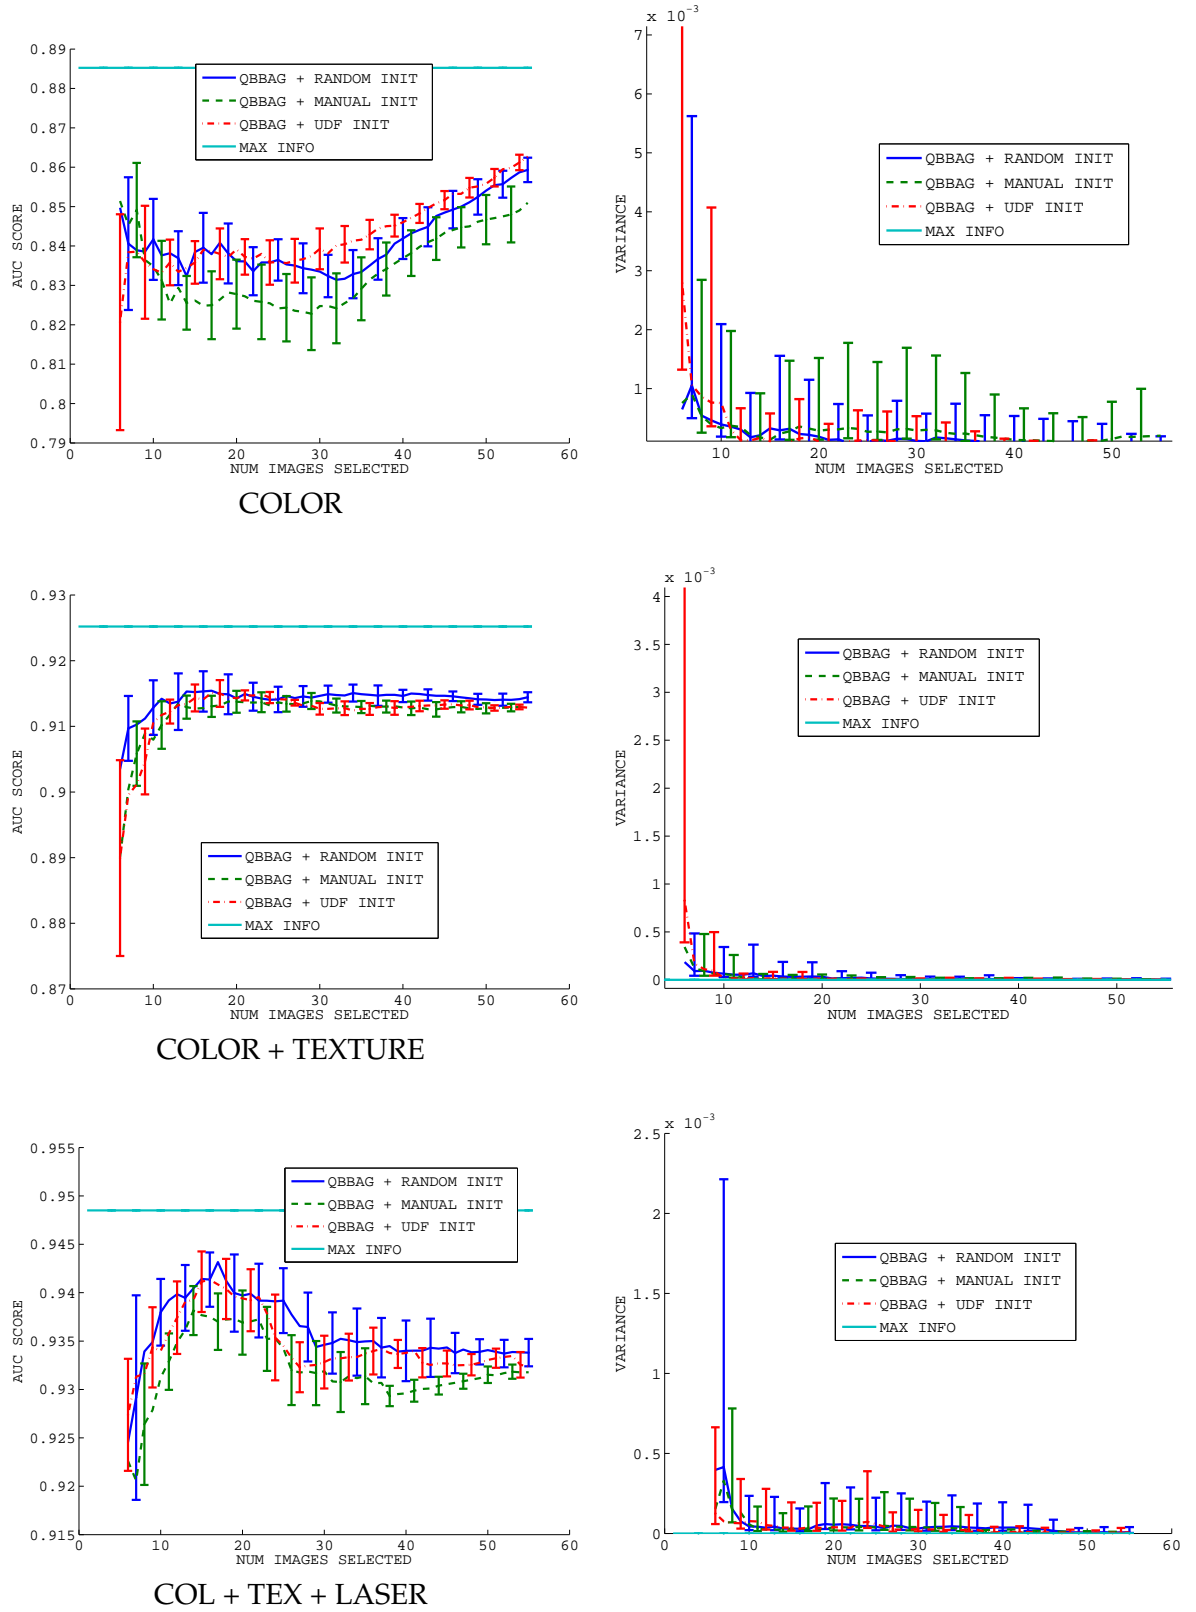 0.89
0.88
0.87
0.86
0.85
0.84
0.83
0.82
0.81
0.8
0.79
AUC SCORE
0 10 20 30 40 50 60
NUM IMAGES SELECTED
QBBAG + RANDOM INIT
QBBAG + MANUAL INIT
QBBAG + UDF INIT
MAX INFO
COLOR
x 10⁻³
7
6
5
4
3
2
1
VARIANCE
10 20 30 40 50
NUM IMAGES SELECTED
QBBAG + RANDOM INIT
QBBAG + MANUAL INIT
QBBAG + UDF INIT
MAX INFO
0.93
0.92
0.91
0.9
0.89
0.88
0.87
AUC SCORE
0 10 20 30 40 50 60
NUM IMAGES SELECTED
QBBAG + RANDOM INIT
QBBAG + MANUAL INIT
QBBAG + UDF INIT
MAX INFO
COLOR + TEXTURE
x 10⁻³
4
3.5
3
2.5
2
1.5
1
0.5
0
VARIANCE
10 20 30 40 50
NUM IMAGES SELECTED
QBBAG + RANDOM INIT
QBBAG + MANUAL INIT
QBBAG + UDF INIT
MAX INFO
0.955
0.95
0.945
0.94
0.935
0.93
0.925
0.92
0.915
AUC SCORE
0 10 20 30 40 50 60
NUM IMAGES SELECTED
QBBAG + RANDOM INIT
QBBAG + MANUAL INIT
QBBAG + UDF INIT
MAX INFO
COL + TEX + LASER
x 10⁻³
2.5
2
1.5
1
0.5
0
VARIANCE
0 10 20 30 40 50 60
NUM IMAGES SELECTED
QBBAG + RANDOM INIT
QBBAG + MANUAL INIT
QBBAG + UDF INIT
MAX INFO